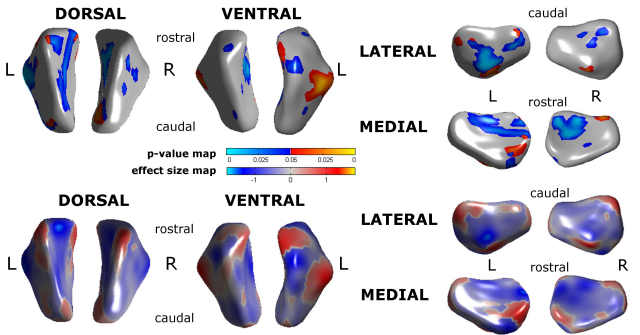 DORSAL VENTRAL
rostral
L R L
caudal
caudal
LATERAL
L rostral R
MEDIAL
p-value map 0 0.025 0.05 0.025 0
effect size map -1 0 1
DORSAL VENTRAL
rostral
L R L
caudal
caudal
LATERAL
L rostral R
MEDIAL